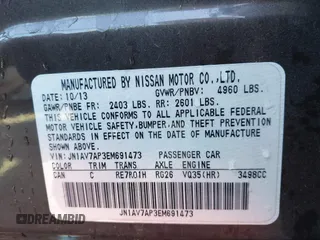 MANUFACTURED BY NISSAN MOTOR CO.,LTD.
DATE: 10/13 GVWR/PNBV: 4960 LBS.
GAWR/PNBE FR: 2403 LBS. RR: 2601 LBS.
THIS VEHICLE CONFORMS TO ALL APPLICABLE FEDERAL
MOTOR VEHICLE SAFETY, BUMPER, AND THEFT PREVENTION
STANDARDS IN EFFECT ON THE DATE OF MANUFACTURE
SHOWN ABOVE.
VIN: JN1AV7AP3EM691473 PASSENGER CAR
COLOR TRIM TRANS AXLE ENGINE
CAN C RE7R01H RG26 VQ35(HR) 3498CC
JN1AV7AP3EM691473
DREAMBID